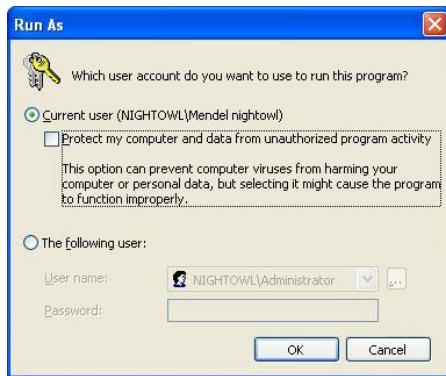 Run As
Which user account do you want to use to run this program?
Current user (NIGHTOWL\Mendel nightowl)
Protect my computer and data from unauthorized program activity
This option can prevent computer viruses from harming your
computer or personal data, but selecting it might cause the program
to function improperly.
The following user:
User name:
NIGHTOWL\Administrator
...
Password:
OK
Cancel